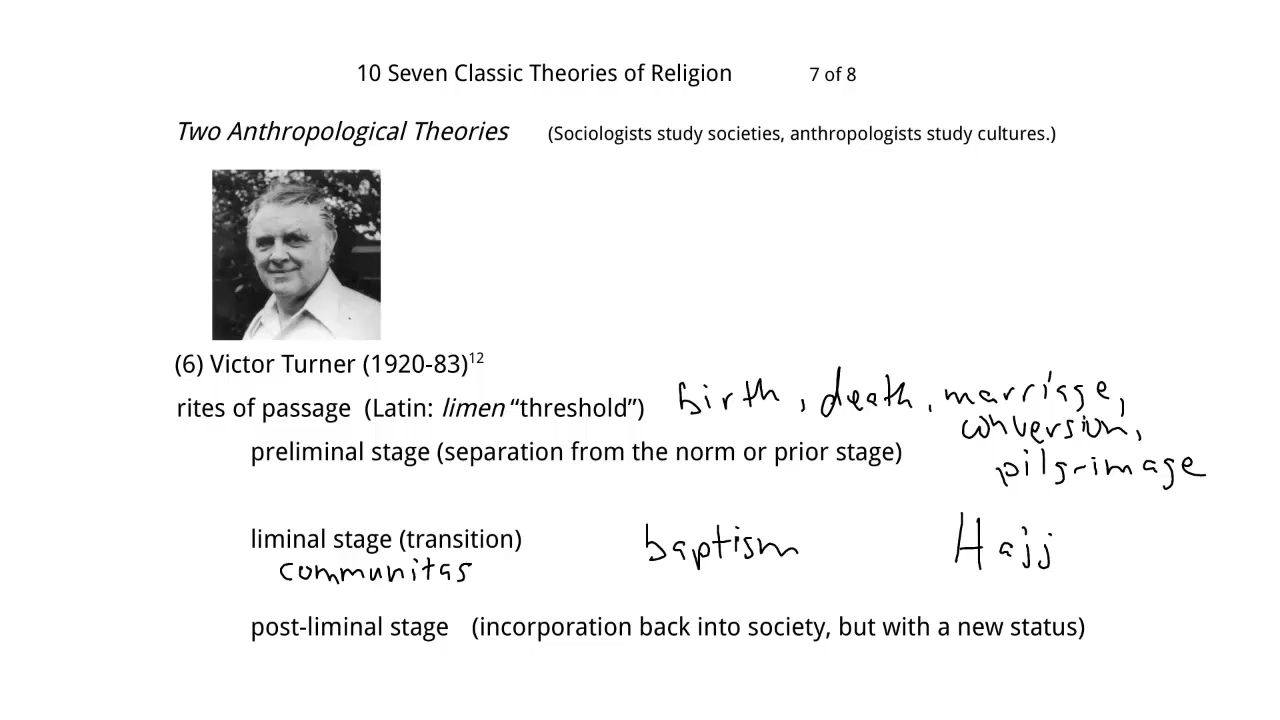 10 Seven Classic Theories of Religion 7 of 8
Two Anthropological Theories (Sociologists study societies, anthropologists study cultures.)
(6) Victor Turner (1920-83)12
rites of passage (Latin: limen “threshold”) birth, death, marriage,
conversion,
preliminal stage (separation from the norm or prior stage)
pilgrimage
liminal stage (transition) baptism Hajj
communitas
post-liminal stage (incorporation back into society, but with a new status)